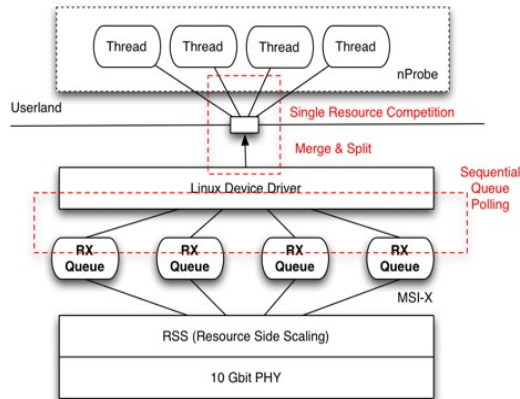 Thread
Thread
Thread
Thread
nProbe
Userland
Single Resource Competition
Merge & Split
Sequential
Queue
Polling
Linux Device Driver
RX
Queue
RX
Queue
RX
Queue
RX
Queue
MSI-X
RSS (Resource Side Scaling)
10 Gbit PHY